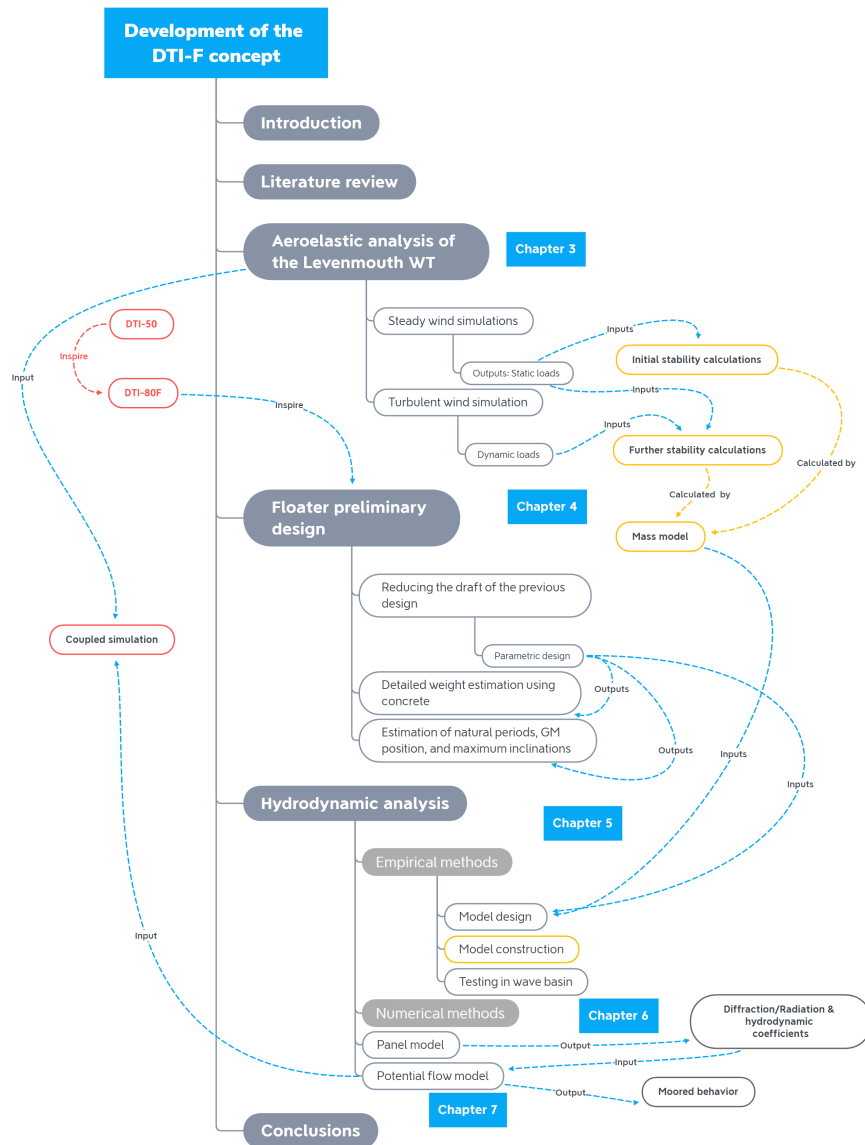 Development of the
DTI-F concept
Introduction
Literature review
Aeroelastic analysis of
the Levenmouth WT
Chapter 3
Steady wind simulations
Outputs: Static loads
Inputs
Initial stability calculations
Inputs
Turbulent wind simulation
Inputs
Dynamic loads
Further stability calculations
Calculated by
Calculated by
Mass model
DTI-50
Inspire
DTI-80F
Inspire
Input
Floater preliminary
design
Chapter 4
Reducing the draft of the previous
design
Parametric design
Outputs
Detailed weight estimation using
concrete
Estimation of natural periods, GM
position, and maximum inclinations
Outputs
Inputs
Inputs
Coupled simulation
Hydrodynamic analysis
Chapter 5
Empirical methods
Model design
Model construction
Testing in wave basin
Input
Numerical methods
Chapter 6
Panel model
Output
Diffraction/Radiation &
hydrodynamic
coefficients
Input
Potential flow model
Output
Moored behavior
Chapter 7
Conclusions